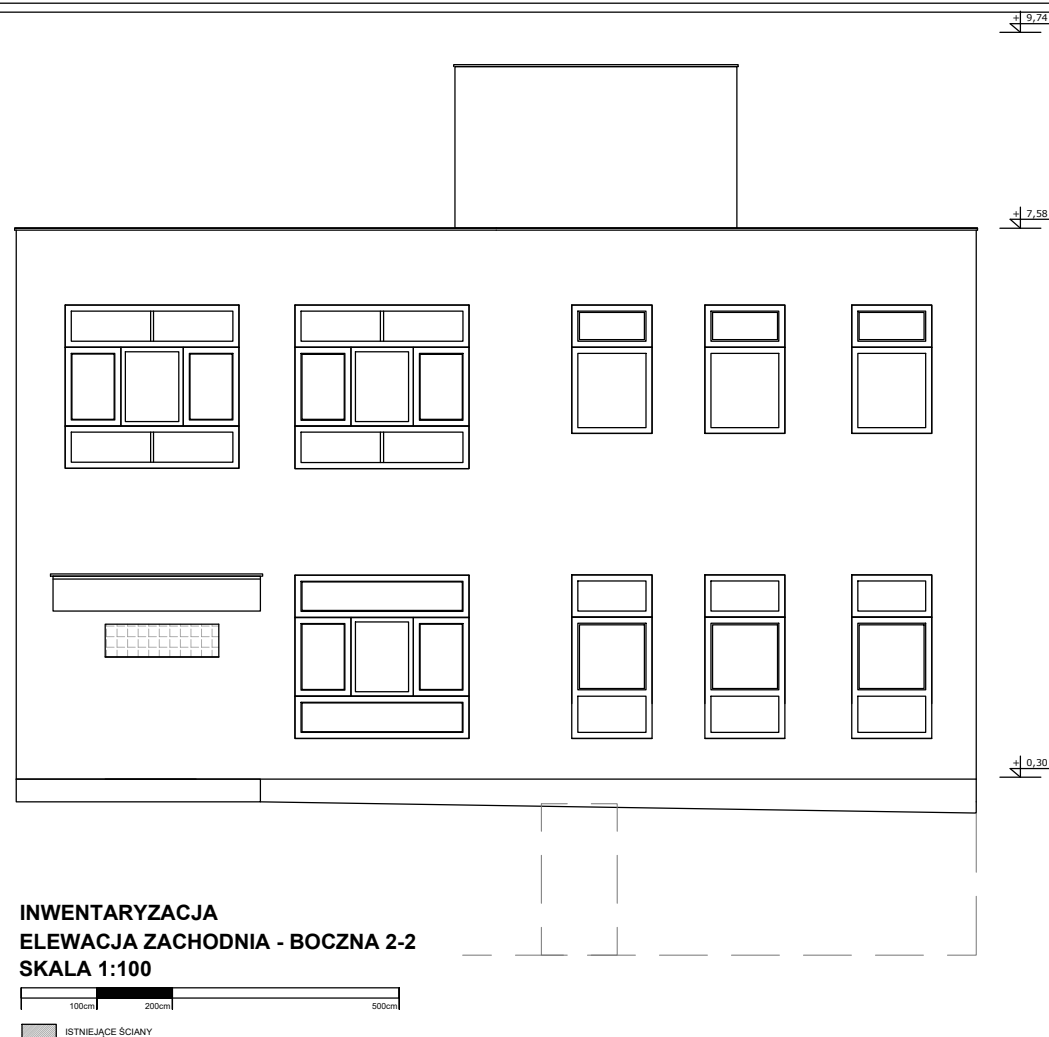 + 9,74
+ 7,58
+ 0,30
INWENTARYZACJA
ELEWACJA ZACHODNIA - BOCZNA 2-2
SKALA 1:100
100cm 200cm 500cm
ISTNIEJĄCE ŚCIANY